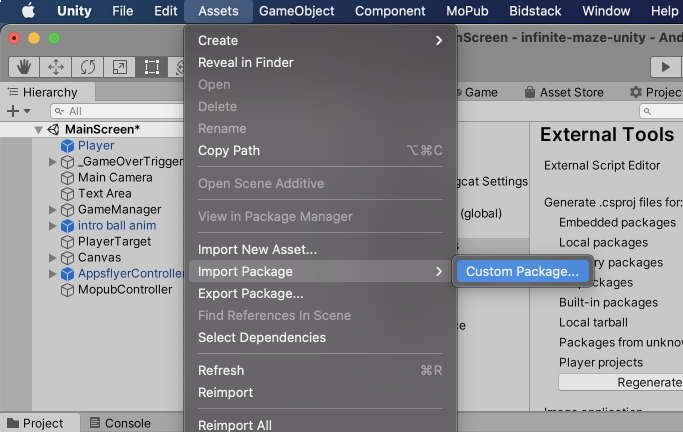 Unity File Edit Assets GameObject Component MoPub Bidstack Window Help
Screen - infinite-maze-unity - And
Hierarchy
All
Game
Asset Store
Project
MainScreen*
Player
_GameOverTrigger
Main Camera
Text Area
GameManager
intro ball anim
PlayerTarget
Canvas
AppsflyerController
MopubController
Create
Reveal in Finder
Open
Delete
Rename
Copy Path ⌥⌘C
Open Scene Additive
View in Package Manager
Import New Asset...
Import Package
Export Package...
Find References In Scene
Select Dependencies
Refresh ⌘R
Reimport
Reimport All
Custom Package...
Settings
(global)
External Tools
External Script Editor
Generate .csproj files for:
Embedded packages
Local packages
packages
packages
Built-in packages
Local tarball
Packages from unknow
Player projects
Regenerate
Project
Console